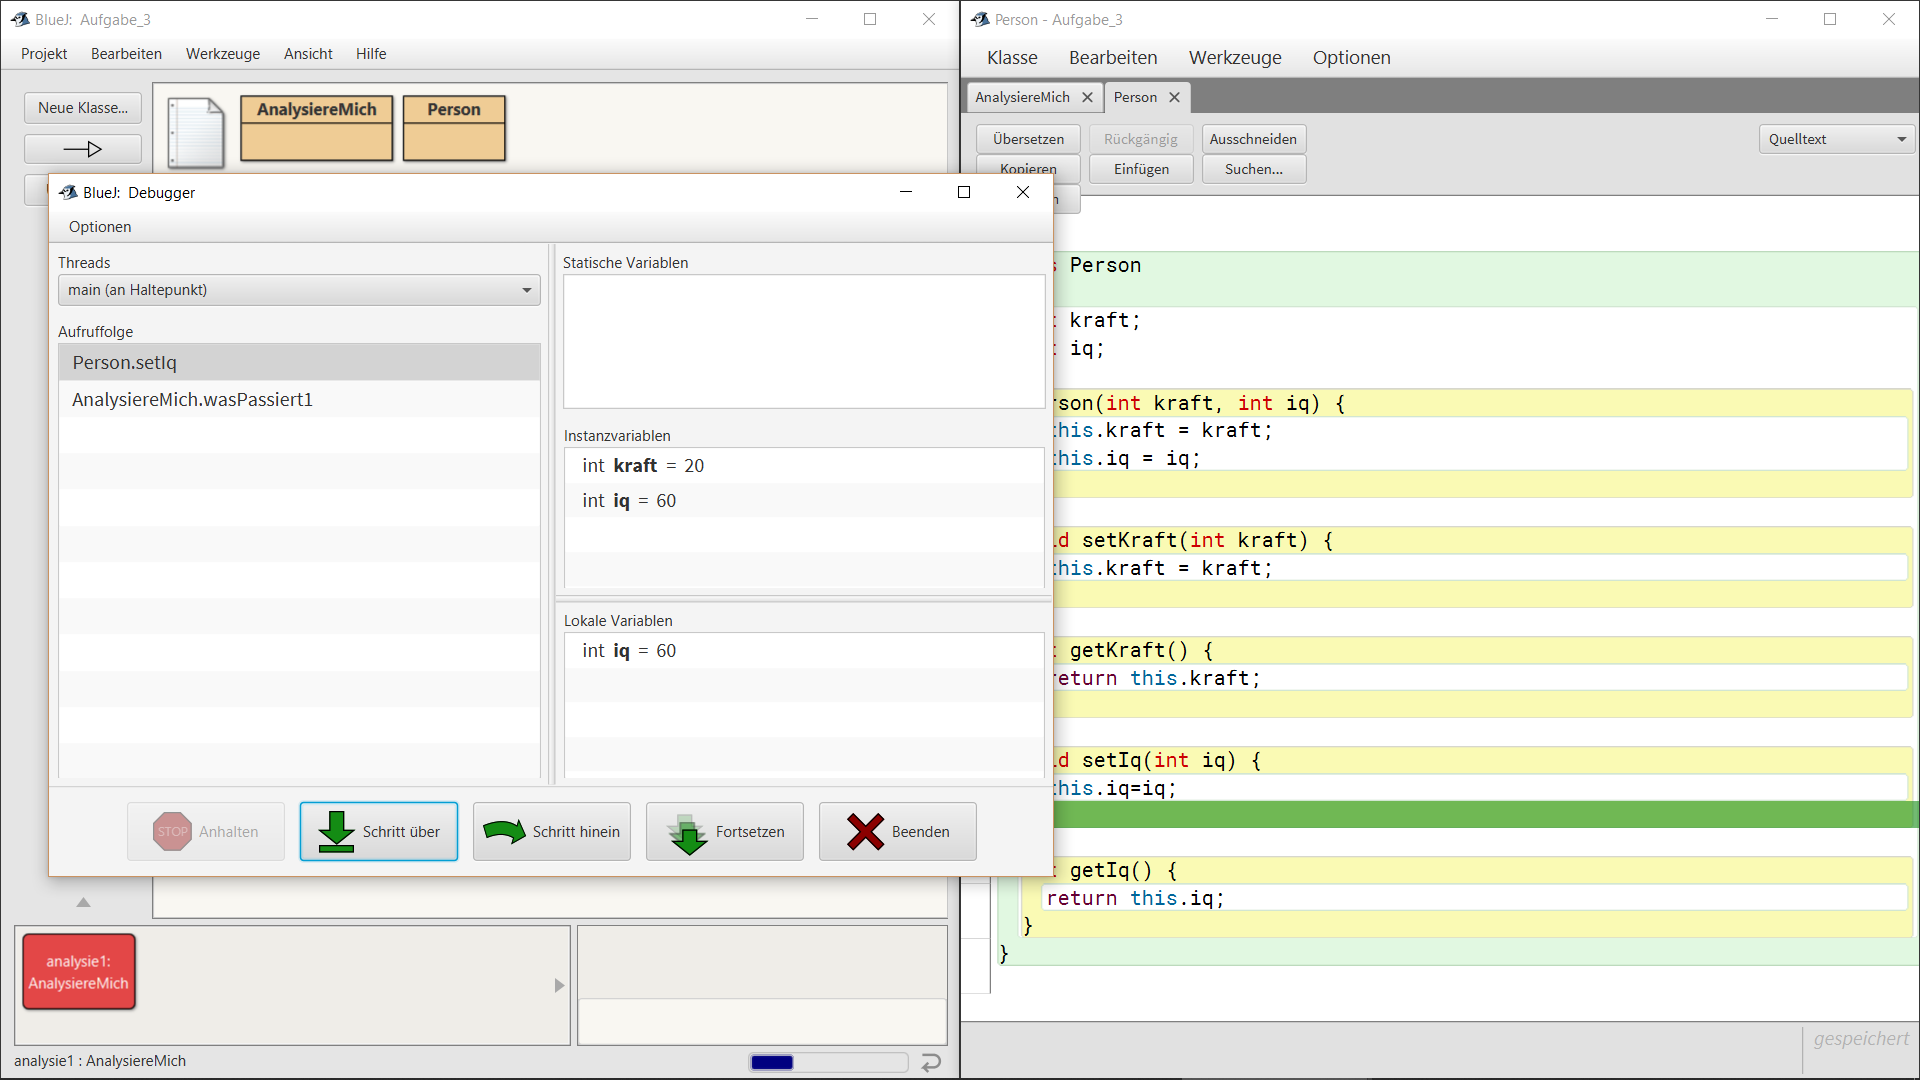 BlueJ: Aufgabe_3
Projekt Bearbeiten Werkzeuge Ansicht Hilfe
Neue Klasse...
AnalysiereMich
Person
BlueJ: Debugger
Optionen
Threads
main (an Haltepunkt)
Aufruffolge
Person.setIq
AnalysiereMich.wasPassiert1
Statische Variablen
Instanzvariablen
int kraft = 20
int iq = 60
Lokale Variablen
int iq = 60
STOP Anhalten
Schritt über
Schritt hinein
Fortsetzen
Beenden
analysie1:
AnalysiereMich
analysie1 : AnalysiereMich
Person - Aufgabe_3
Klasse Bearbeiten Werkzeuge Optionen
AnalysiereMich Person
Übersetzen Rückgängig Ausschneiden
Kopieren Einfügen Suchen...
Quelltext
Person
kraft;
iq;
rson(int kraft, int iq) {
this.kraft = kraft;
this.iq = iq;
d setKraft(int kraft) {
this.kraft = kraft;
getKraft() {
return this.kraft;
d setIq(int iq) {
this.iq=iq;
getIq() {
return this.iq;
}
}
gespeichert